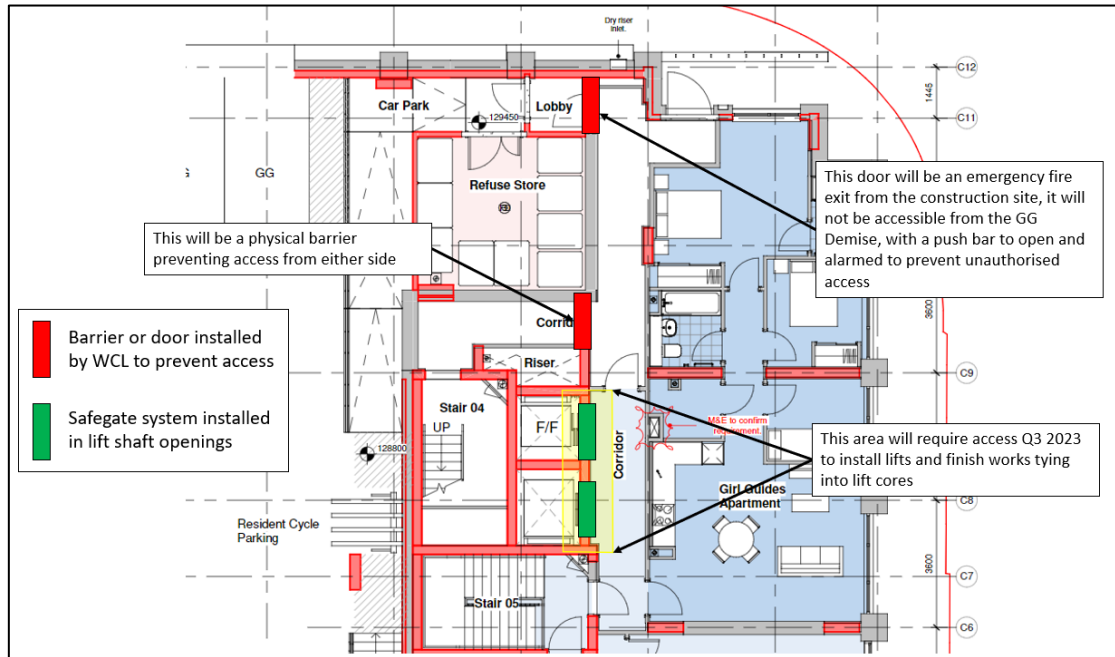 Dry riser
inlet.
C12
1445
Car Park
Lobby
C11
129450
GG
Refuse Store
This door will be an emergency fire
exit from the construction site, it will
not be accessible from the GG
Demise, with a push bar to open and
alarmed to prevent unauthorised
access
This will be a physical barrier
preventing access from either side
3600
Corrid
Barrier or door installed
by WCL to prevent access
Riser
C9
Stair 04
UP
F/F
M&E to confirm
requirement.
Safegate system installed
in lift shaft openings
128800
Corridor
This area will require access Q3 2023
to install lifts and finish works tying
into lift cores
Girl Guides
Apartment
C8
Resident Cycle
Parking
3600
C7
Stair 05
C6